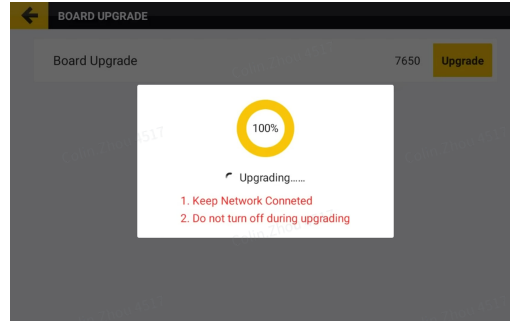 BOARD UPGRADE
Board Upgrade
7650
Upgrade
100%
Upgrading......
1. Keep Network Conneted
2. Do not turn off during upgrading